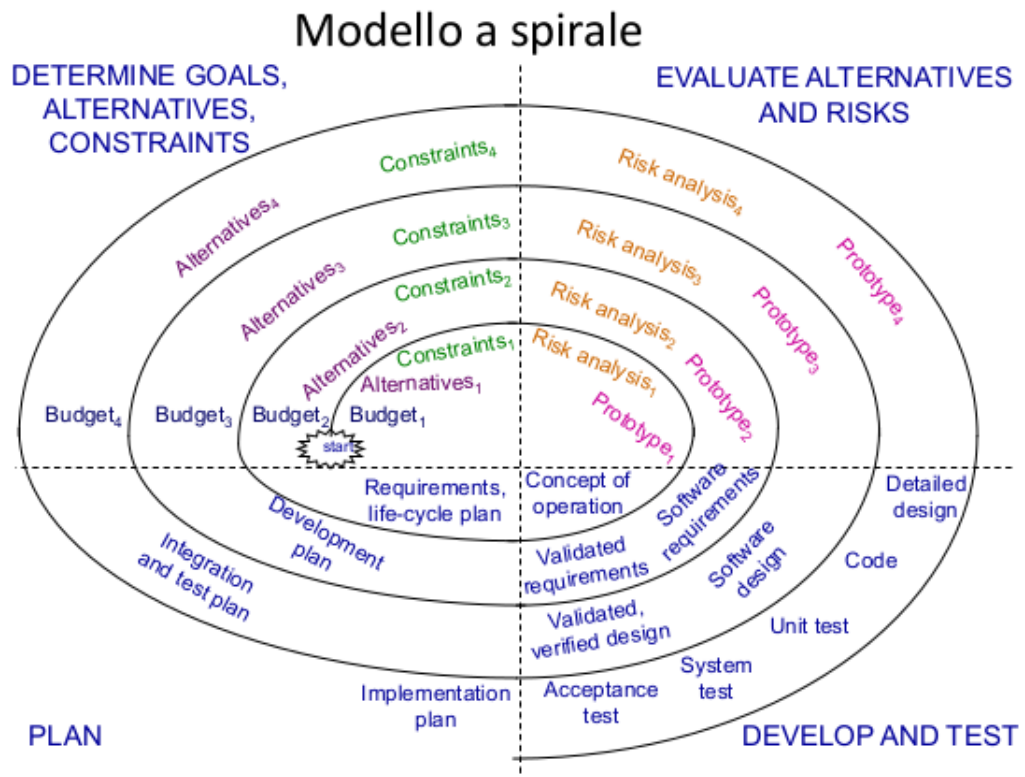 Modello a spirale
DETERMINE GOALS,
ALTERNATIVES,
CONSTRAINTS
EVALUATE ALTERNATIVES
AND RISKS
Constraints₄
Alternatives₄
Constraints₃
Alternatives₃
Constraints₂
Alternatives₂
Constraints₁
Alternatives₁
Budget₄
Budget₃
Budget₂
Budget₁
start
Risk analysis₄
Risk analysis₃
Risk analysis₂
Risk analysis₁
Prototype₄
Prototype₃
Prototype₂
Prototype₁
Requirements,
life-cycle plan
Development
plan
Integration
and test plan
Implementation
plan
Concept of
operation
Software
requirements
Validated
requirements
Software
design
Validated,
verified design
Detailed
design
Code
Unit test
System
test
Acceptance
test
PLAN
DEVELOP AND TEST